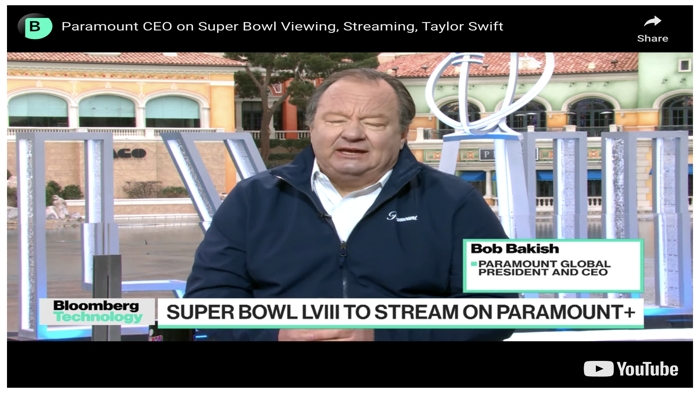 B
Paramount CEO on Super Bowl Viewing, Streaming, Taylor Swift
Share
Bob Bakish
PARAMOUNT GLOBAL
PRESIDENT AND CEO
Bloomberg
Technology
SUPER BOWL LVIII TO STREAM ON PARAMOUNT+
YouTube